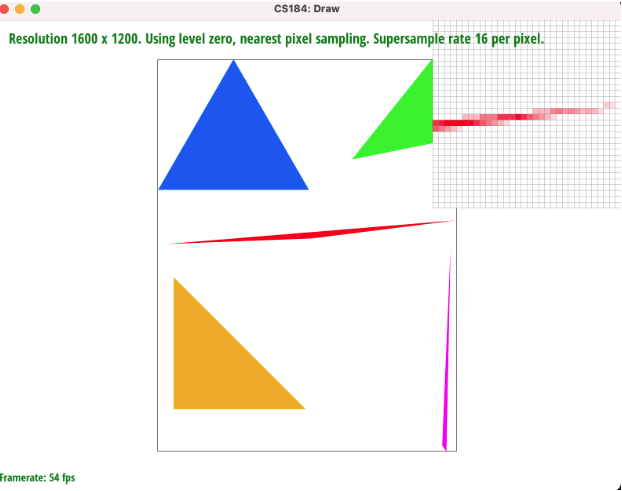 CS184: Draw
Resolution 1600 x 1200. Using level zero, nearest pixel sampling. Supersample rate 16 per pixel.
Framerate: 54 fps